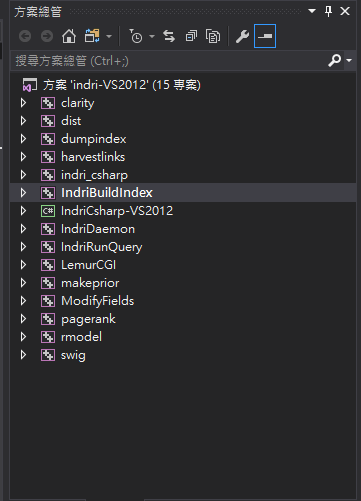 方案總管
搜尋方案總管 (Ctrl+;)
方案 'indri-VS2012' (15 專案)
clarity
dist
dumpindex
harvestlinks
indri_csharp
IndriBuildIndex
C# IndriCsharp-VS2012
IndriDaemon
IndriRunQuery
LemurCGI
makeprior
ModifyFields
pagerank
rmodel
swig